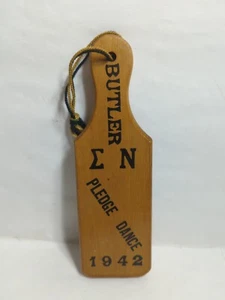 BUTLER
Σ Ν
PLEDGE DANCE
1942